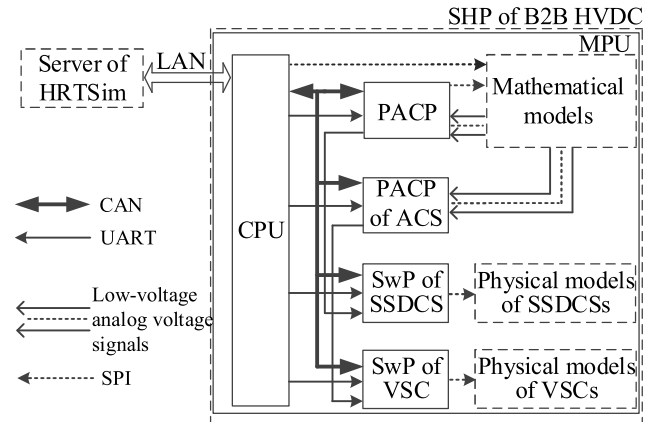 SHP of B2B HVDC
MPU
Server of
HRTSim
LAN
CPU
PACP
Mathematical
models
PACP
of ACS
SwP of
SSDCS
Physical models
of SSDCSs
SwP of
VSC
Physical models
of VSCs
CAN
UART
Low-voltage
analog voltage
signals
SPI